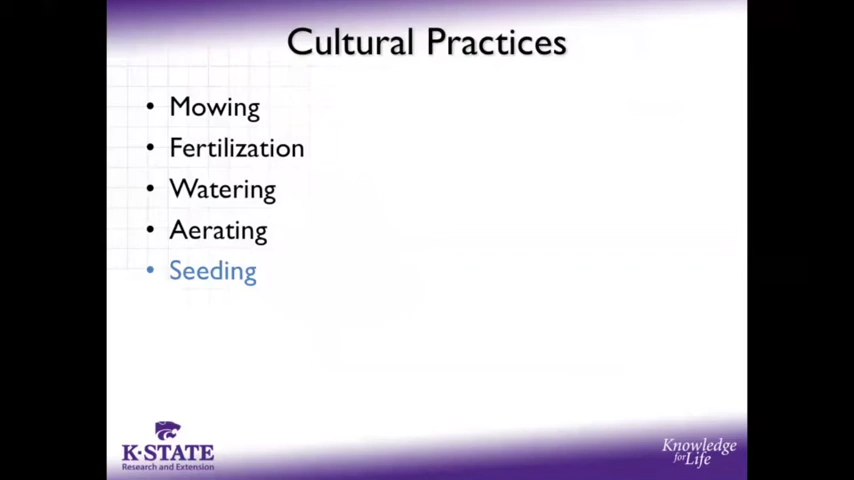 Cultural Practices
• Mowing
• Fertilization
• Watering
• Aerating
• Seeding
K-STATE
Research and Extension
Knowledge
for Life